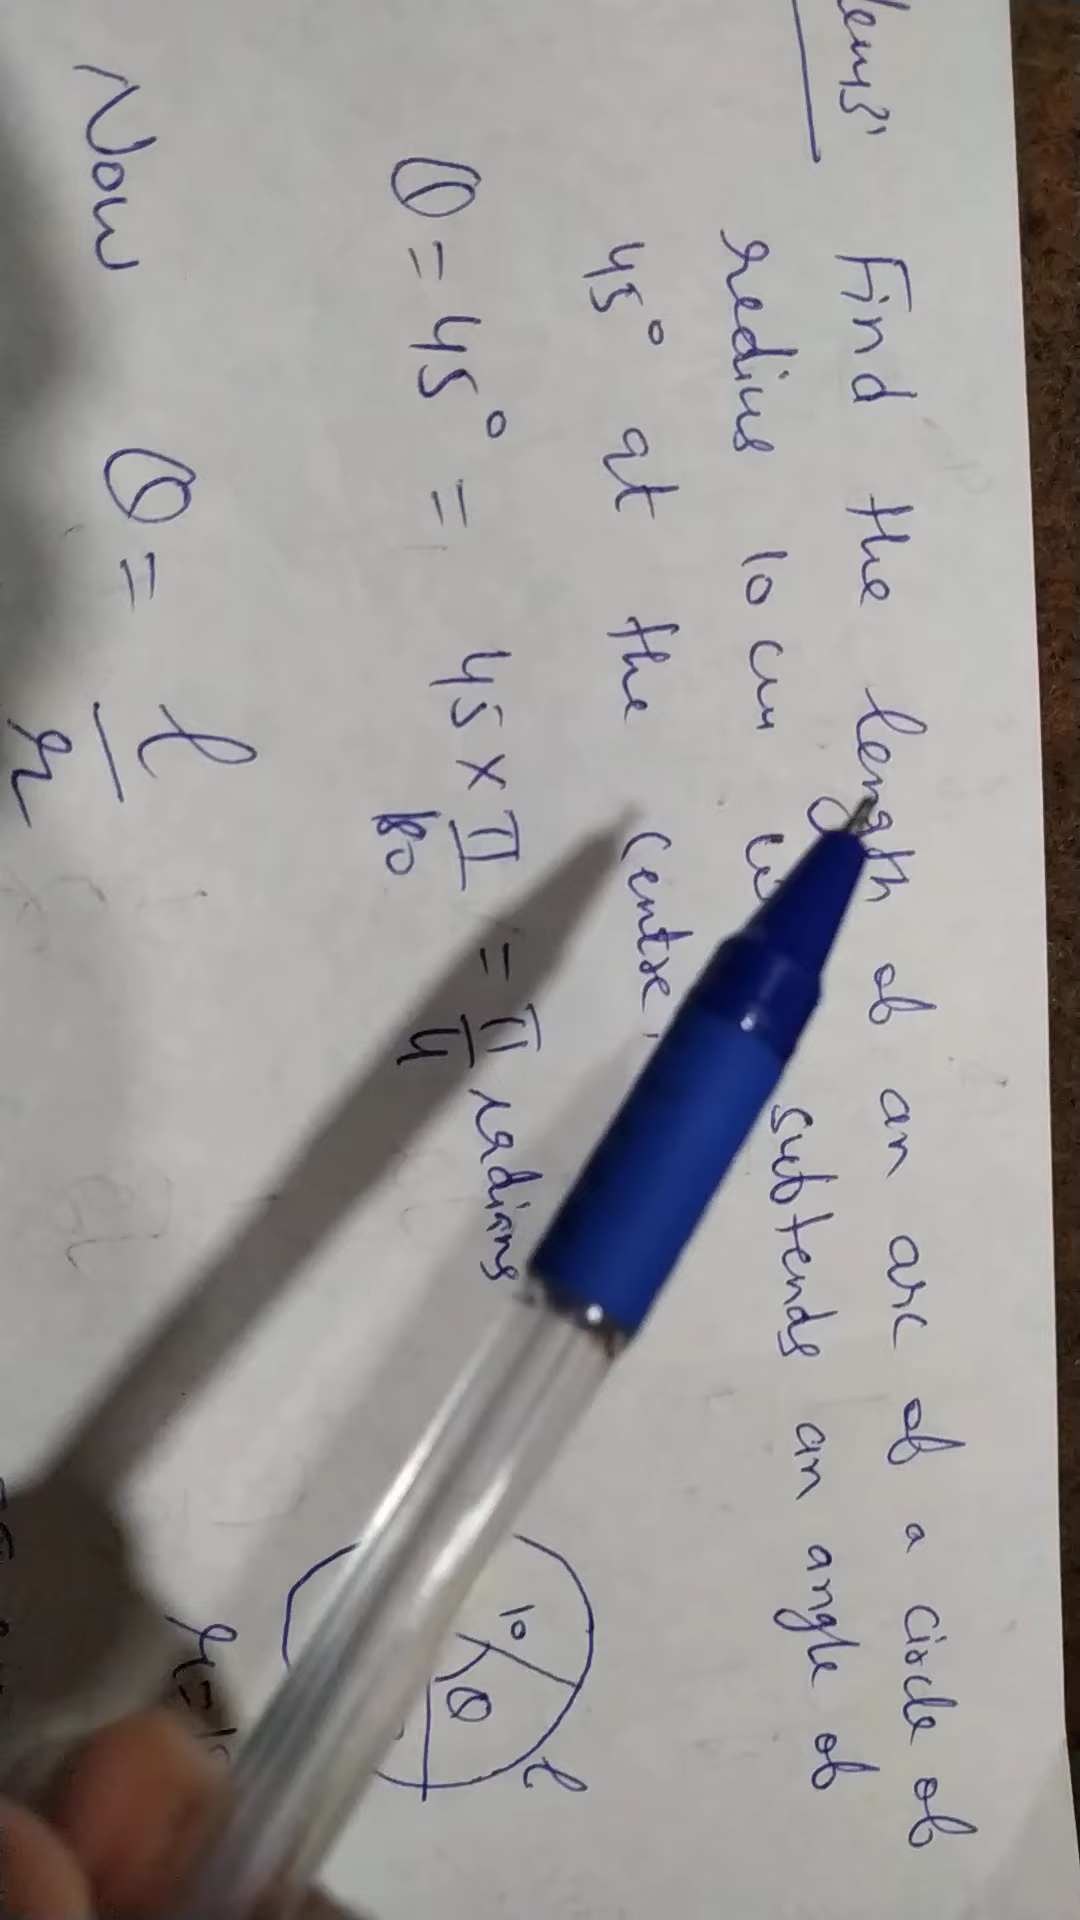 Find the length of an arc of a circle of
radius 10 cm subtends an angle of
45° at the centre.
θ = 45° = 45 × π/180 = π/4 radians
10
θ
l
Now θ = l/r